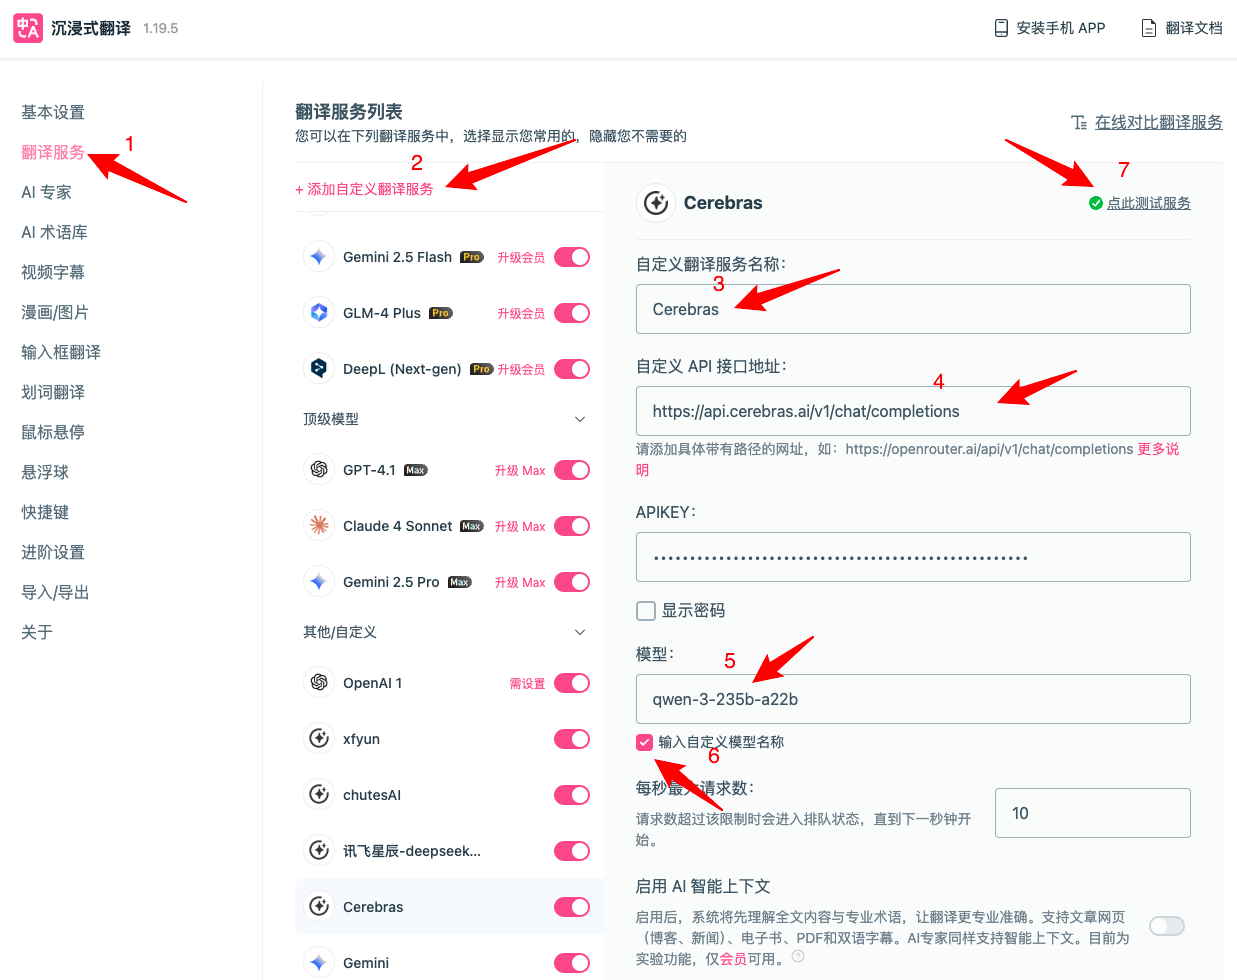 沉浸式翻译 1.19.5
安装手机 APP
翻译文档
基本设置
翻译服务
AI 专家
AI 术语库
视频字幕
漫画/图片
输入框翻译
划词翻译
鼠标悬停
悬浮球
快捷键
进阶设置
导入/导出
关于
1
翻译服务列表
您可以在下列翻译服务中，选择显示您常用的，隐藏您不需要的
在线对比翻译服务
2
+ 添加自定义翻译服务
Gemini 2.5 Flash Pro 升级会员
GLM-4 Plus Pro 升级会员
DeepL (Next-gen) Pro 升级会员
顶级模型
GPT-4.1 Max 升级 Max
Claude 4 Sonnet Max 升级 Max
Gemini 2.5 Pro Max 升级 Max
其他/自定义
OpenAI 1 需设置
xfyun
chutesAI
讯飞星辰-deepseek...
Cerebras
Gemini
7
Cerebras
点此测试服务
自定义翻译服务名称：
3
Cerebras
自定义 API 接口地址：
4
https://api.cerebras.ai/v1/chat/completions
请添加具体带有路径的网址，如：https://openrouter.ai/api/v1/chat/completions 更多说
明
APIKEY：
显示密码
模型：
5
qwen-3-235b-a22b
输入自定义模型名称
6
每秒最大请求数：
请求数超过该限制时会进入排队状态，直到下一秒钟开
始。
10
启用 AI 智能上下文
启用后，系统将先理解全文内容与专业术语，让翻译更专业准确。支持文章网页
（博客、新闻）、电子书、PDF和双语字幕。AI专家同样支持智能上下文。目前为
实验功能，仅会员可用。